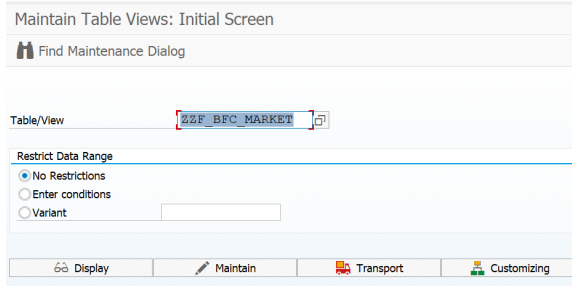 Maintain Table Views: Initial Screen
Find Maintenance Dialog
Table/View ZZF_BFC_MARKET
Restrict Data Range
No Restrictions
Enter conditions
Variant
Display Maintain Transport Customizing